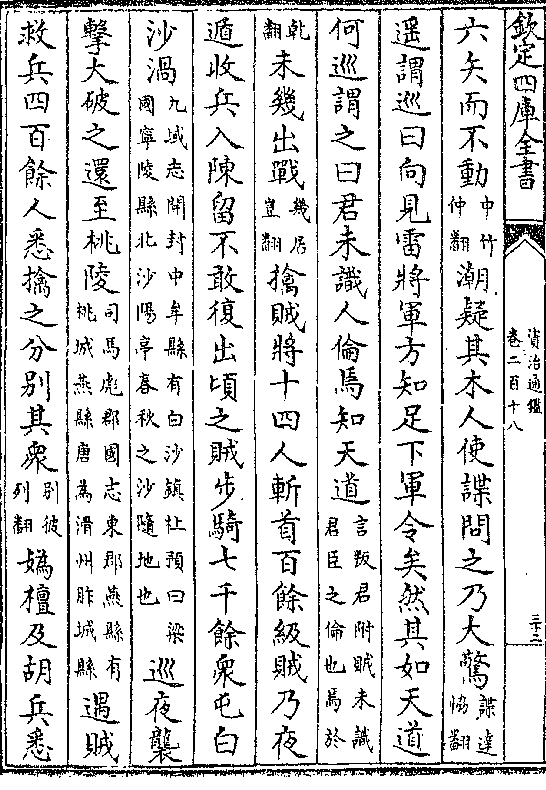 欽定四庫全書
資治通鑑
卷二百十八
三十二
六矢而不動中竹仲翻潮疑其木人使諜問之乃大驚諜達協翻
遥謂巡曰向見雷將軍方知足下軍令矣然其如天道
何巡謂之曰君未識人倫焉知天道言叛君附賊未識君臣之倫也焉於
乾翻未幾出戰幾居豈翻擒賊將十四人斬首百餘級賊乃夜
遁收兵入陳留不敢復出頃之賊步騎七千餘衆屯白
沙渦九域志開封中牟縣有白沙鎮杜預曰梁國寧陵縣北沙陽亭春秋之沙隨地也巡夜襲
擊大破之還至桃陵司馬彪郡國志東郡燕縣有桃城燕縣唐為滑州胙城縣遇賊
救兵四百餘人悉擒之分别其衆别彼列翻媯檀及胡兵悉